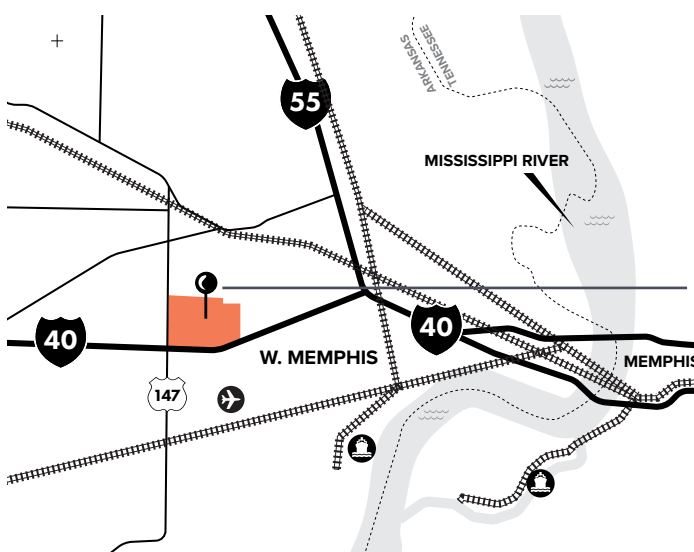 ARKANSAS
TENNESSEE
55
MISSISSIPPI RIVER
40
40
W. MEMPHIS
MEMPHIS
147